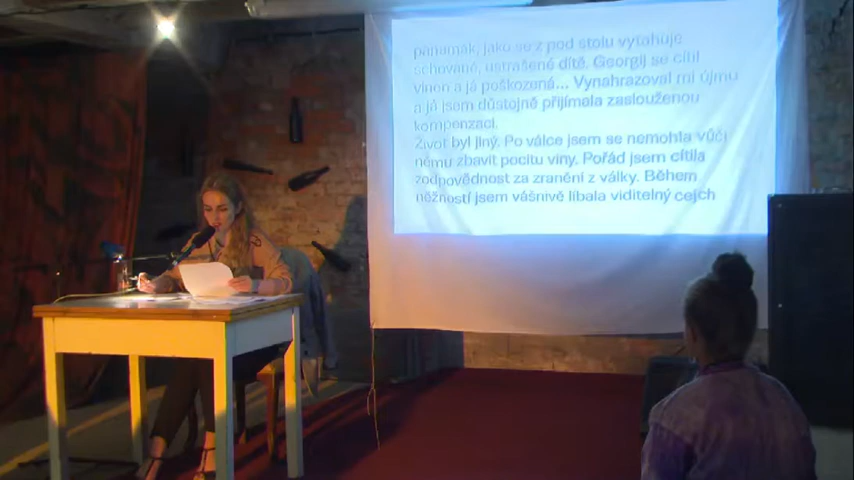 panumák, jako se z pod stolu vytahuje
schované, ustrašené dítě. Georgij se cítil
vinen a já poškozená... Vynahrazoval mi újmu
a já jsem důstojně přijímala zaslouženou
kompenzaci.
Život byl jiný. Po válce jsem se nemohla vůči
němu zbavit pocitu viny. Pořád jsem cítila
zodpovědnost za zranění z války. Během
něžností jsem vášnivě líbala viditelný cejch